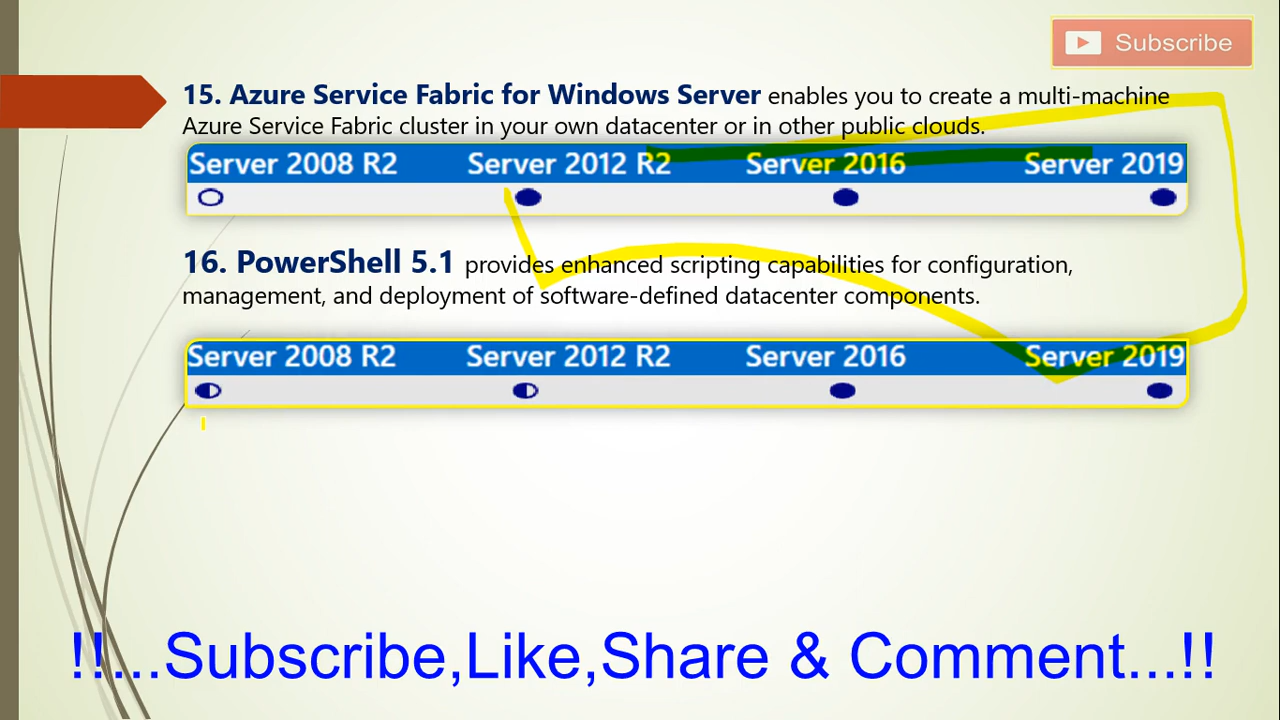 Subscribe
15. Azure Service Fabric for Windows Server enables you to create a multi-machine
Azure Service Fabric cluster in your own datacenter or in other public clouds.
Server 2008 R2 Server 2012 R2 Server 2016 Server 2019
16. PowerShell 5.1 provides enhanced scripting capabilities for configuration,
management, and deployment of software-defined datacenter components.
Server 2008 R2 Server 2012 R2 Server 2016 Server 2019
!!...Subscribe,Like,Share & Comment...!!